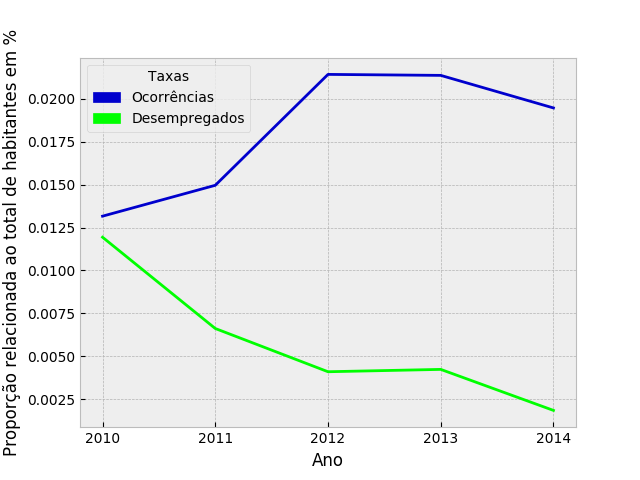 Proporção relacionada ao total de habitantes em %
Taxas
Ocorrências
Desempregados
0.0200
0.0175
0.0150
0.0125
0.0100
0.0075
0.0050
0.0025
2010 2011 2012 2013 2014
Ano